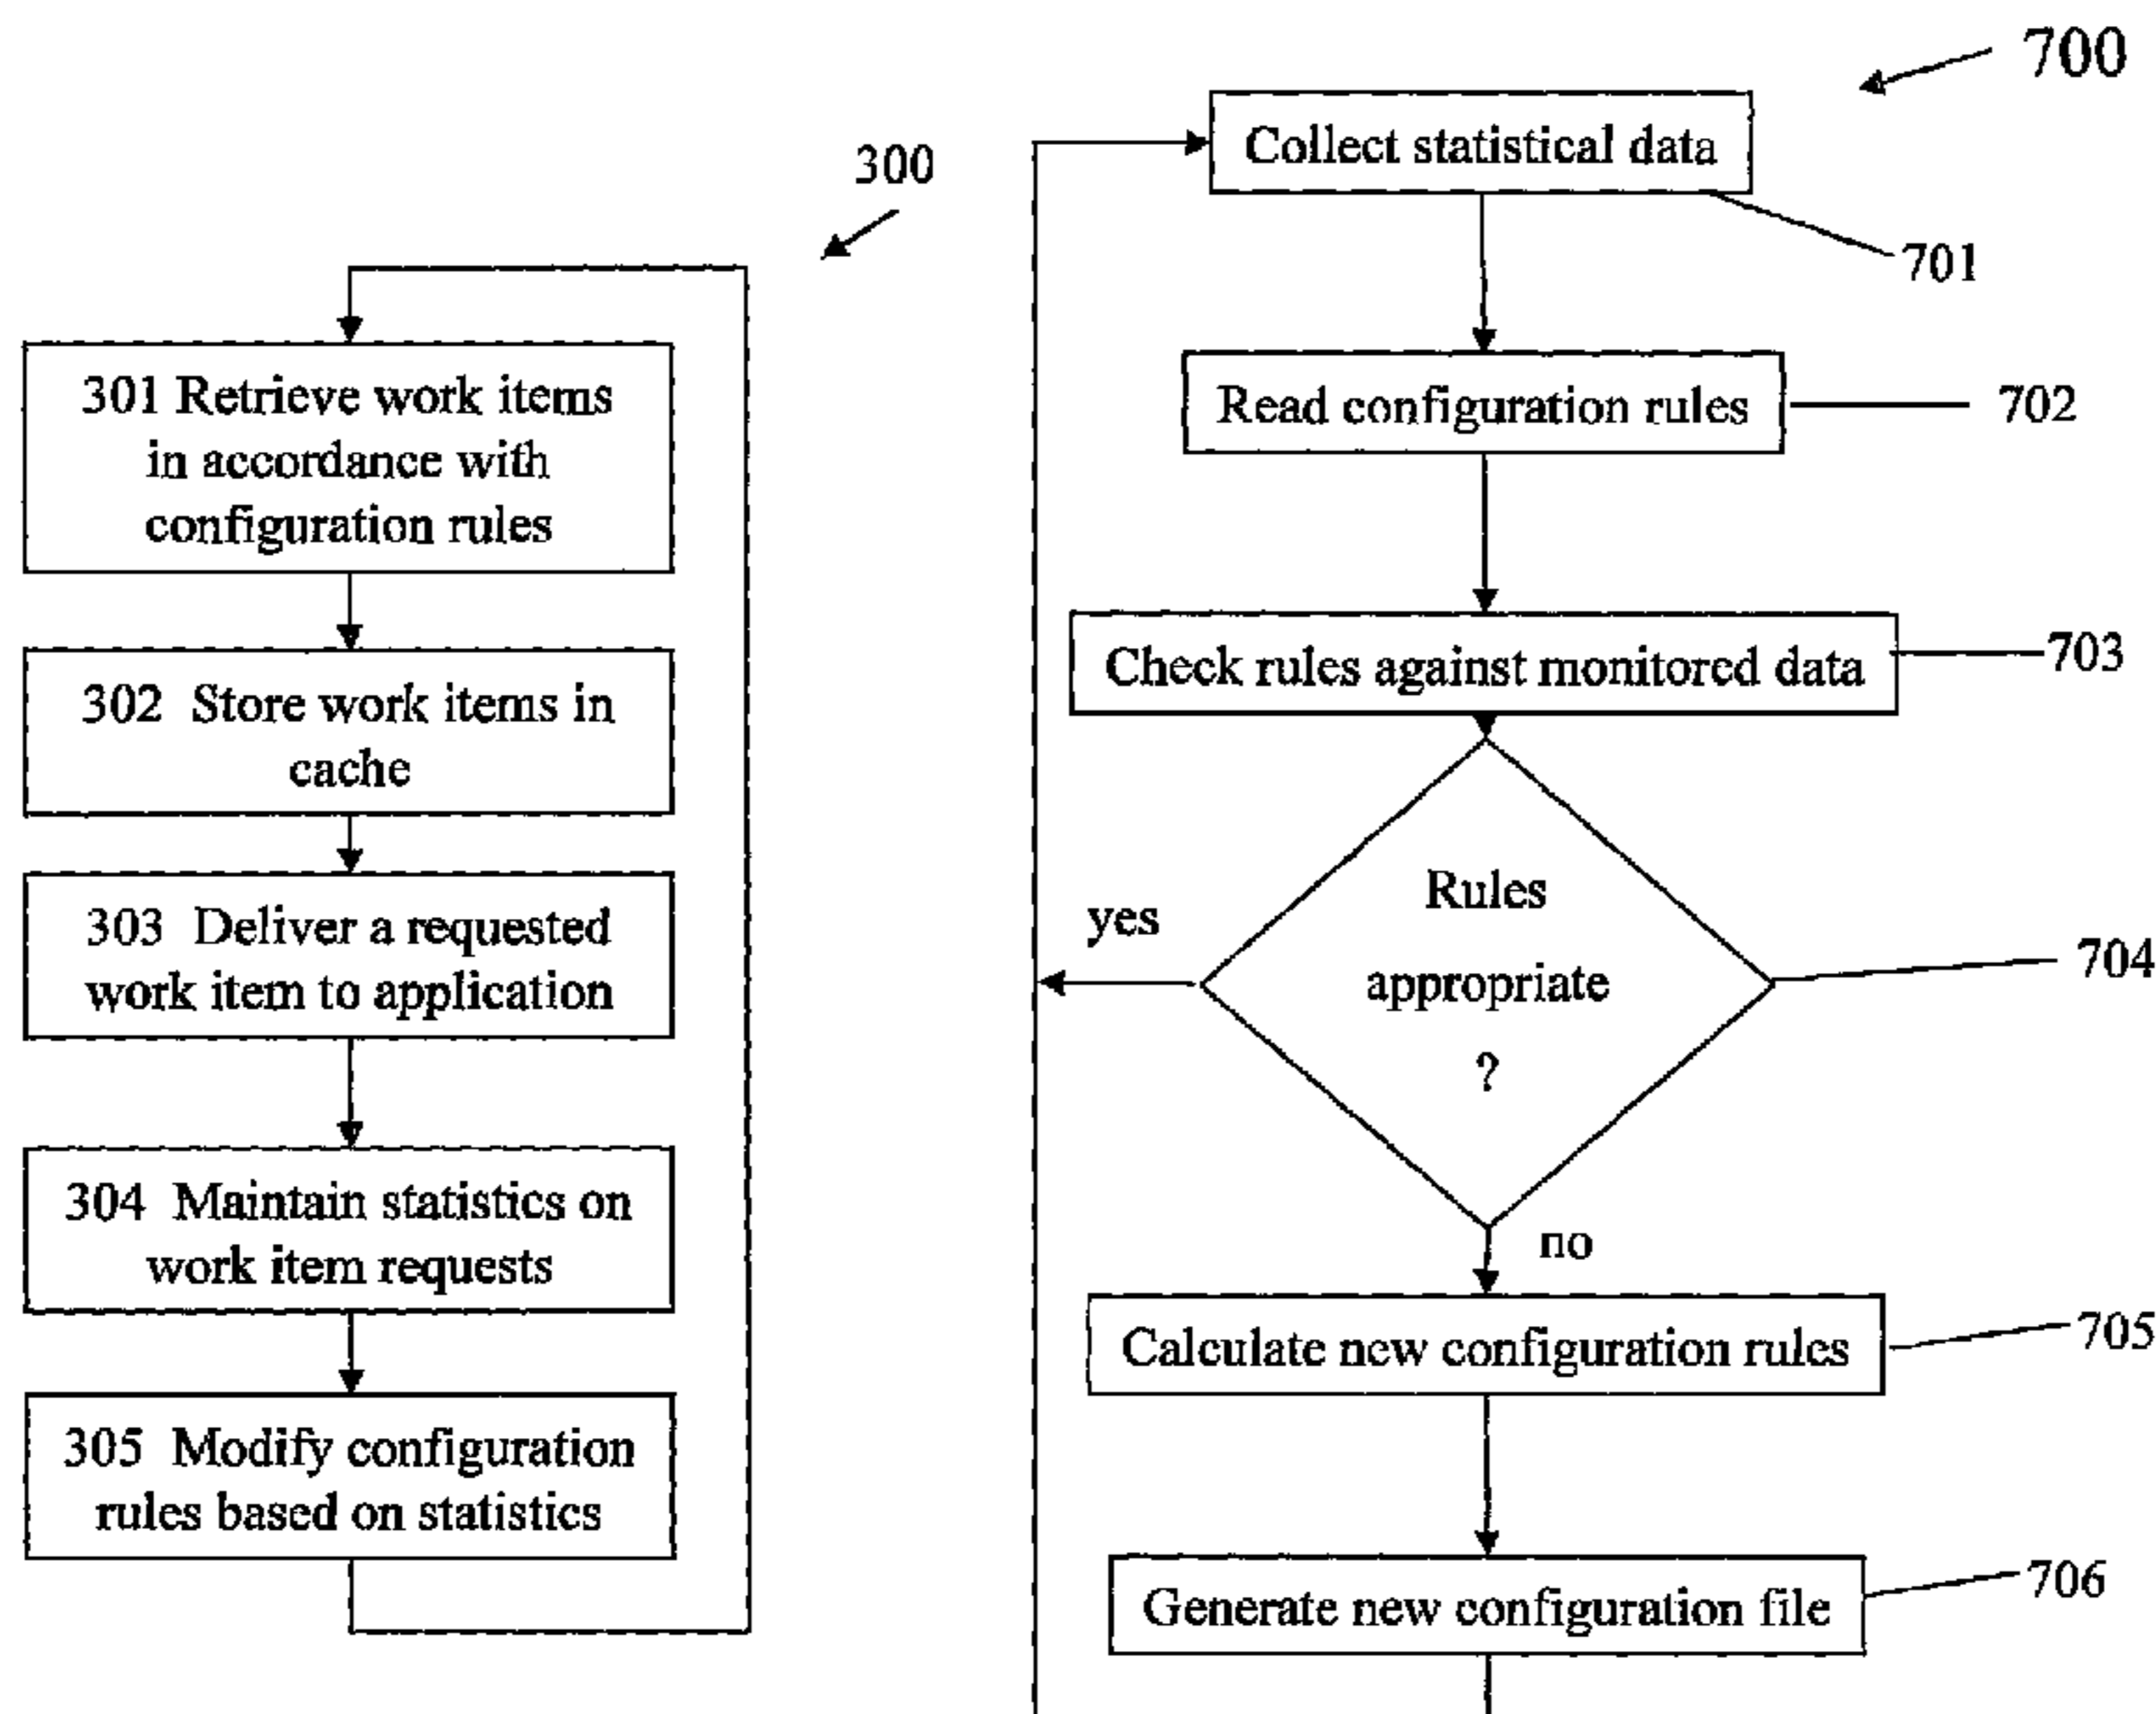 300
301 Retrieve work items
in accordance with
configuration rules
302 Store work items in
cache
303 Deliver a requested
work item to application
304 Maintain statistics on
work item requests
305 Modify configuration
rules based on statistics
700
Collect statistical data
701
Read configuration rules
702
Check rules against monitored data
703
Rules
appropriate
?
704
yes
no
Calculate new configuration rules
705
Generate new configuration file
706